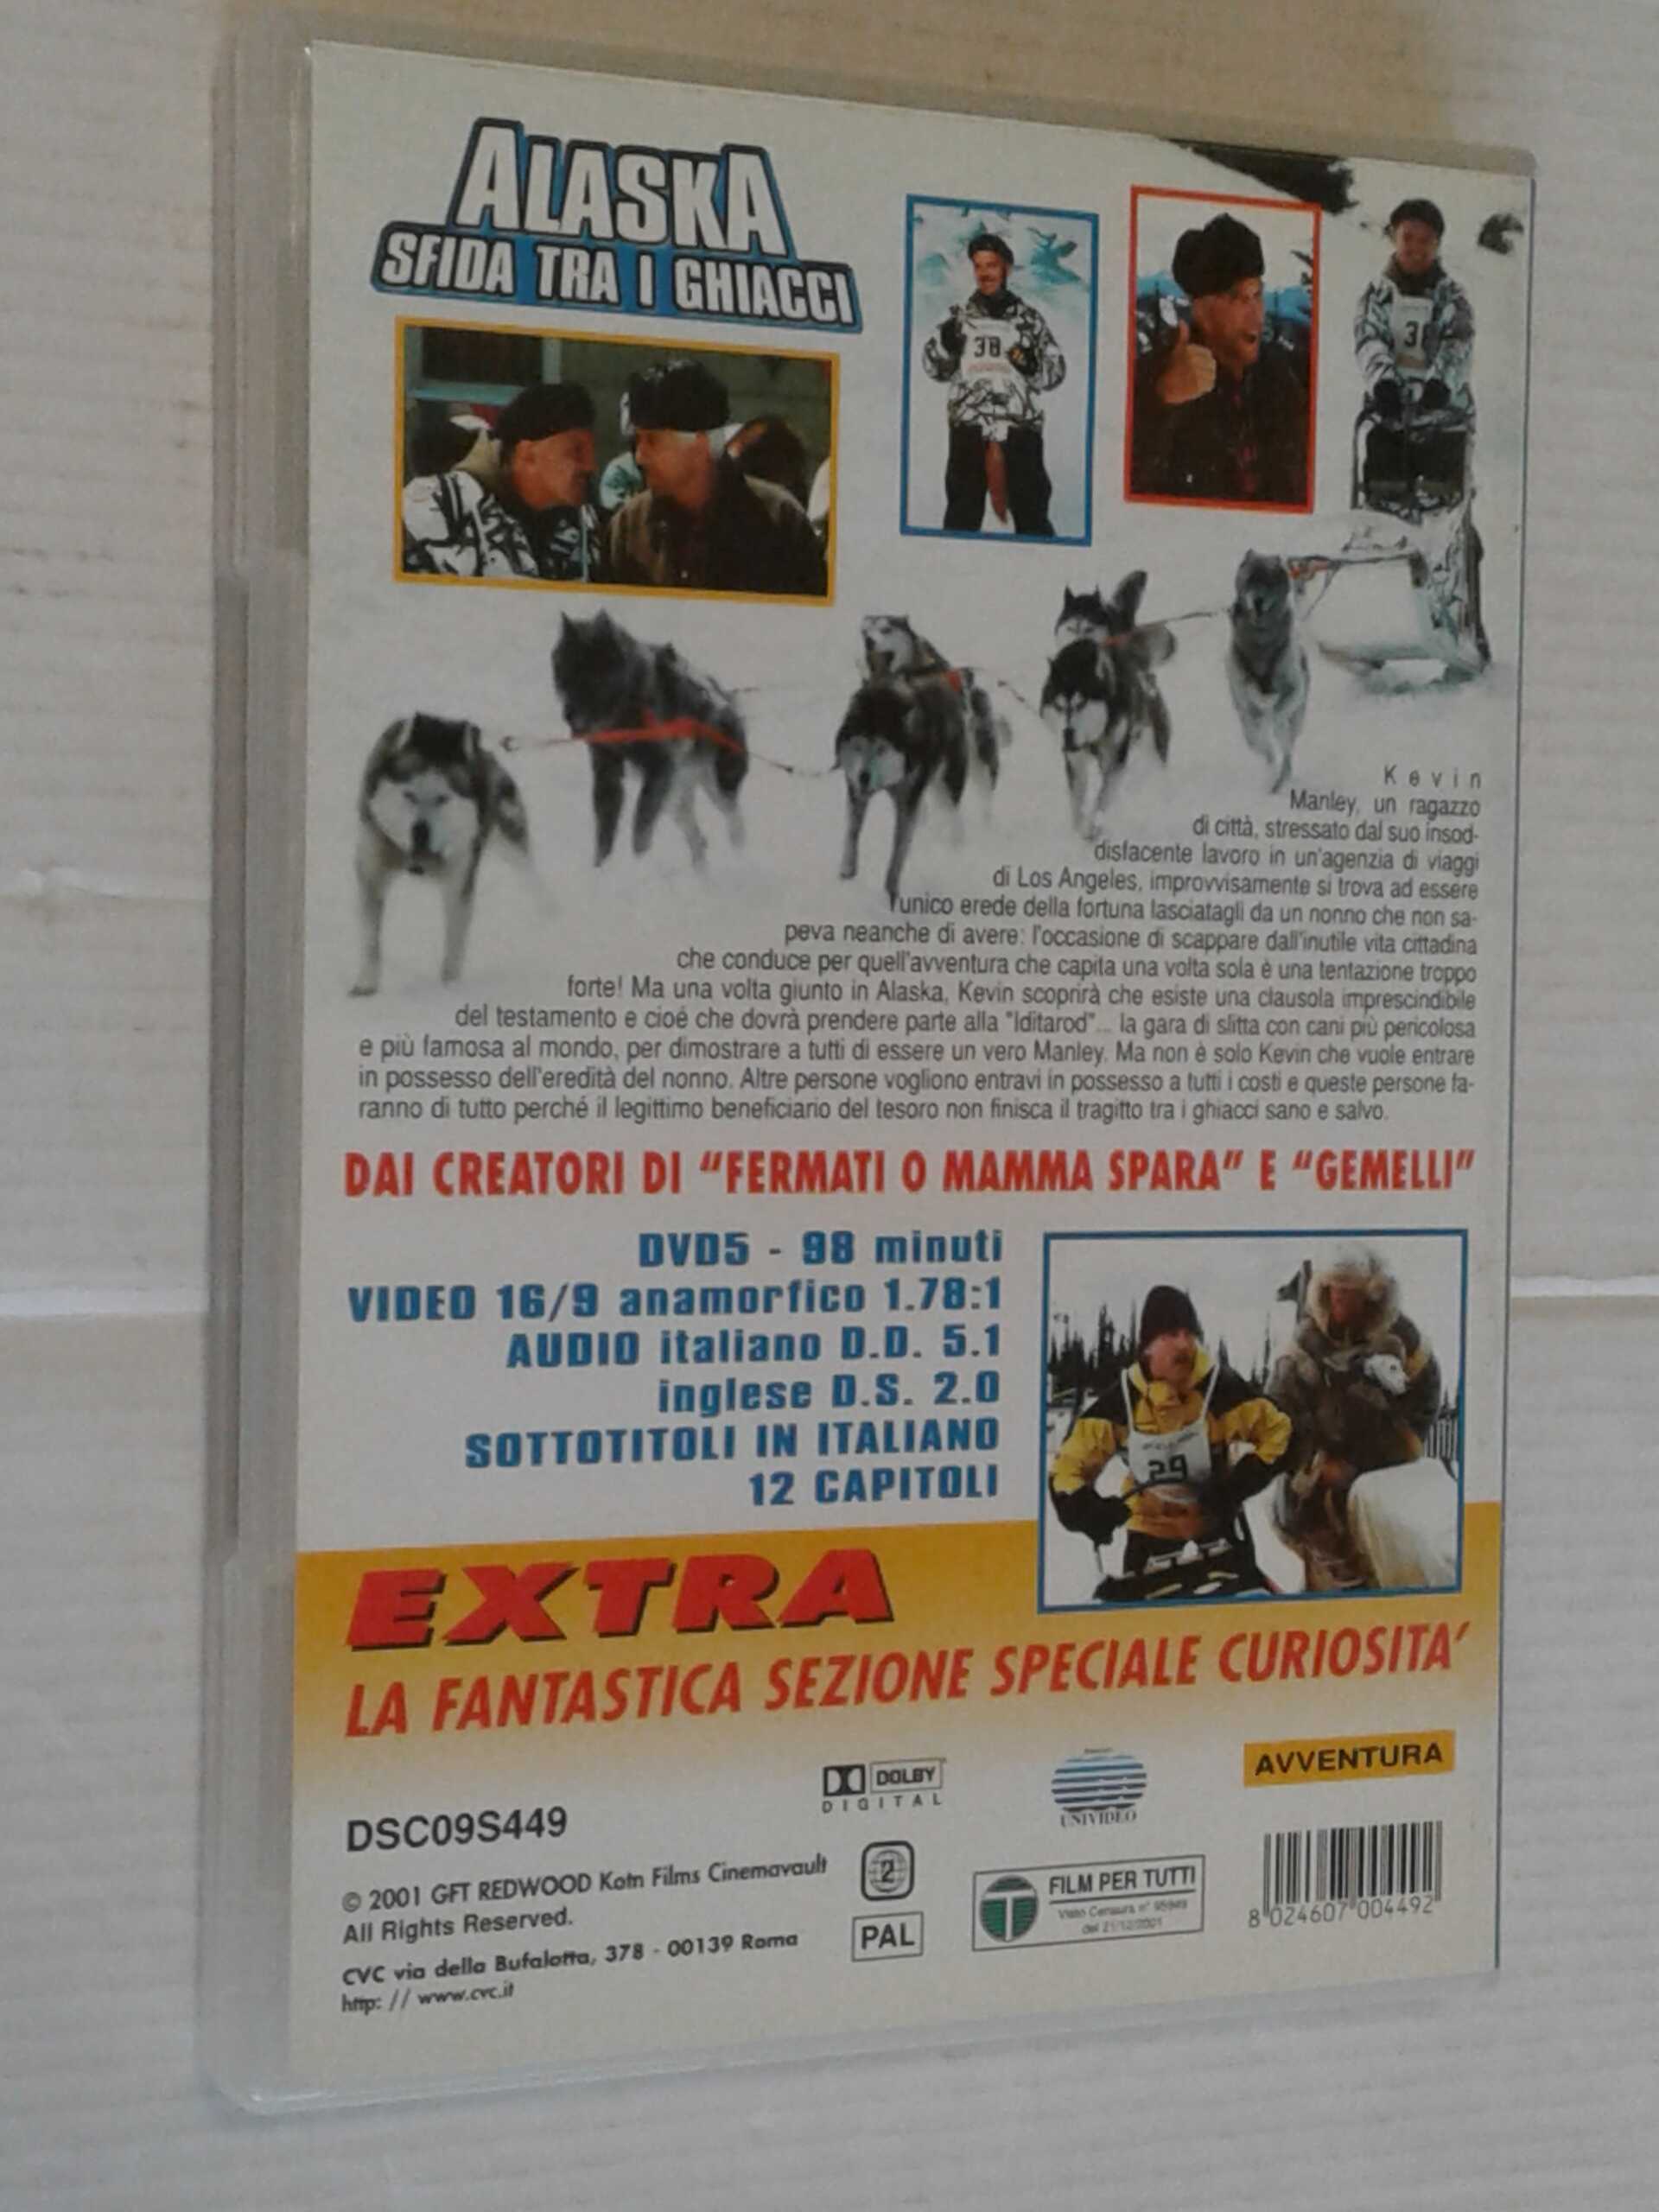 ALASKA
SFIDA TRA I GHIACCI
38
38
Kevin
Manley, un ragazzo
di città, stressato dal suo insod-
disfacente lavoro in un'agenzia di viaggi
di Los Angeles, improvvisamente si trova ad essere
l'unico erede della fortuna lasciatagli da un nonno che non sa-
peva neanche di avere: l'occasione di scappare dall'inutile vita cittadina
che conduce per quell'avventura che capita una volta sola è una tentazione troppo
forte! Ma una volta giunto in Alaska, Kevin scoprirà che esiste una clausola imprescindibile
del testamento e cioé che dovrà prendere parte alla "Iditarod"... la gara di slitta con cani più pericolosa
e più famosa al mondo, per dimostrare a tutti di essere un vero Manley. Ma non è solo Kevin che vuole entrare
in possesso dell'eredità del nonno. Altre persone vogliono entravi in possesso a tutti i costi e queste persone fa-
ranno di tutto perché il legittimo beneficiario del tesoro non finisca il tragitto tra i ghiacci sano e salvo.
DAI CREATORI DI "FERMATI O MAMMA SPARA" E "GEMELLI"
DVD5 - 98 minuti
VIDEO 16/9 anamorfico 1.78:1
AUDIO italiano D.D. 5.1
inglese D.S. 2.0
SOTTOTITOLI IN ITALIANO
12 CAPITOLI
29
EXTRA
LA FANTASTICA SEZIONE SPECIALE CURIOSITA'
AVVENTURA
DOLBY
DIGITAL
UNIVIDEO
DSC09S449
© 2001 GFT REDWOOD Kotn Films Cinemavault
All Rights Reserved.
CVC via della Bufalotta, 378 - 00139 Roma
http: // www.cvc.it
2
PAL
T
FILM PER TUTTI
Visto Censura n°
del 21/12/2001
8 024607 004492